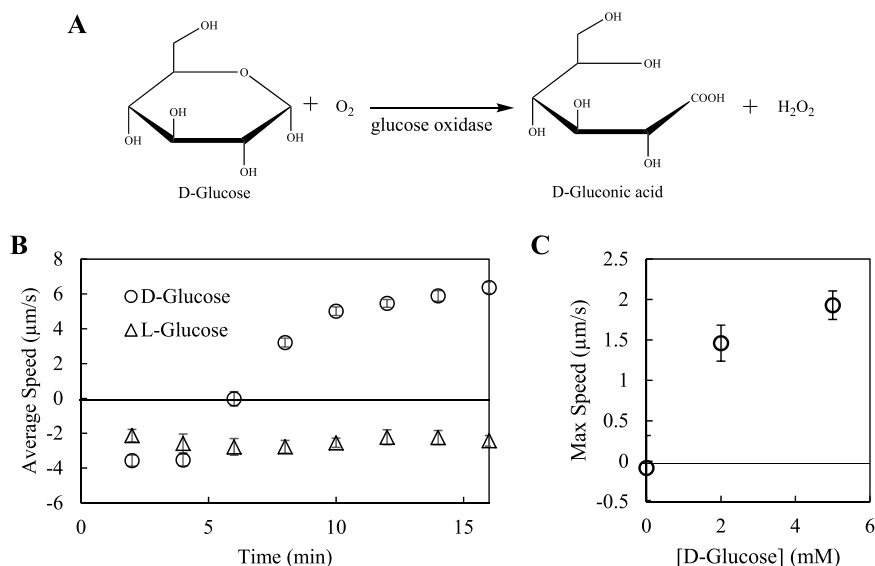 A
OH
O
OH
OH
OH
OH
D-Glucose
+
O2
glucose oxidase
OH
OH
OH
OH
COOH
OH
D-Gluconic acid
+
H2O2
B
8
6
4
2
0
-2
-4
-6
0
5
10
15
D-Glucose
L-Glucose
Average Speed (μm/s)
Time (min)
C
2.5
2
1.5
1
0.5
0
-0.5
0
2
4
6
Max Speed (μm/s)
[D-Glucose] (mM)